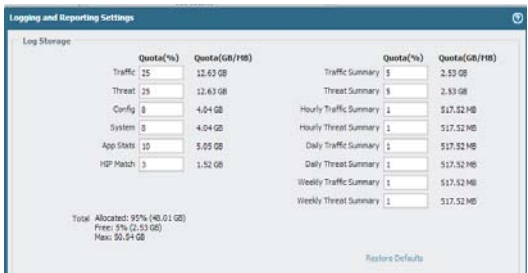 Logging and Reporting Settings
Log Storage
Quota(%) Quota(GB/MB)
Traffic 25 12.63 GB
Threat 25 12.63 GB
Config 8 4.04 GB
System 8 4.04 GB
App Stats 10 5.05 GB
HIP Match 3 1.52 GB
Total Allocated: 95% (48.01 GB)
Free: 5% (2.53 GB)
Max: 50.54 GB
Quota(%) Quota(GB/MB)
Traffic Summary 5 2.53 GB
Threat Summary 5 2.53 GB
Hourly Traffic Summary 1 517.52 MB
Hourly Threat Summary 1 517.52 MB
Daily Traffic Summary 1 517.52 MB
Daily Threat Summary 1 517.52 MB
Weekly Traffic Summary 1 517.52 MB
Weekly Threat Summary 1 517.52 MB
Restore Defaults